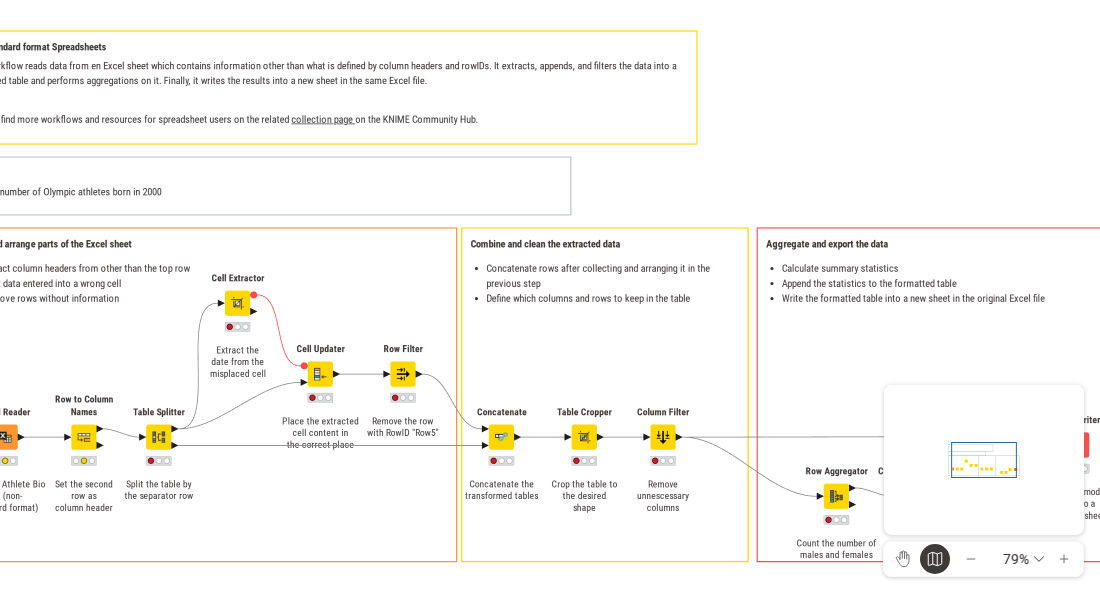 ndard format Spreadsheets
rkflow reads data from en Excel sheet which contains information other than what is defined by column headers and rowIDs. It extracts, appends, and filters the data into a
ed table and performs aggregations on it. Finally, it writes the results into a new sheet in the same Excel file.
find more workflows and resources for spreadsheet users on the related collection page on the KNIME Community Hub.
number of Olympic athletes born in 2000
d arrange parts of the Excel sheet
act column headers from other than the top row
t data entered into a wrong cell
ove rows without information
Cell Extractor
Extract the
date from the
misplaced cell
Cell Updater
Place the extracted
cell content in
the correct place
Row Filter
Remove the row
with RowID "Row5"
l Reader
Athlete Bio
(non-
rd format)
Row to Column
Names
Set the second
row as
column header
Table Splitter
Split the table by
the separator row
Combine and clean the extracted data
• Concatenate rows after collecting and arranging it in the
previous step
• Define which columns and rows to keep in the table
Concatenate
Concatenate the
transformed tables
Table Cropper
Crop the table to
the desired
shape
Column Filter
Remove
unnescessary
columns
Aggregate and export the data
• Calculate summary statistics
• Append the statistics to the formatted table
• Write the formatted table into a new sheet in the original Excel file
Row Aggregator
Count the number of
males and females
C
riter
mod
o a
shee
79%